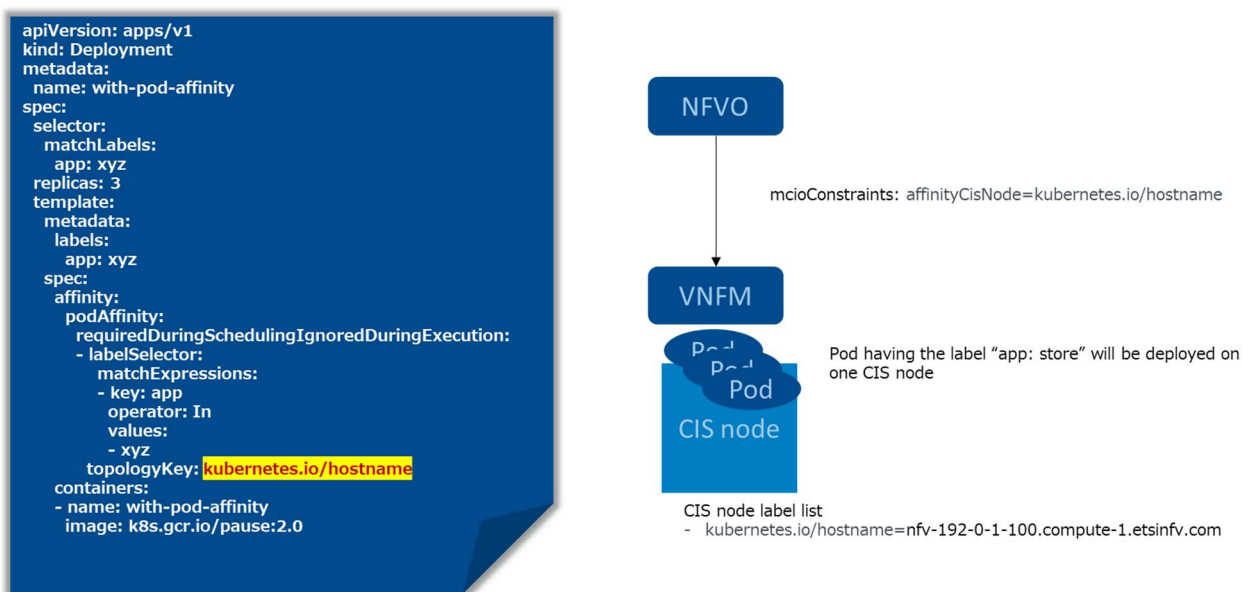 apiVersion: apps/v1
kind: Deployment
metadata:
name: with-pod-affinity
spec:
selector:
matchLabels:
app: xyz
replicas: 3
template:
metadata:
labels:
app: xyz
spec:
affinity:
podAffinity:
requiredDuringSchedulingIgnoredDuringExecution:
- labelSelector:
matchExpressions:
- key: app
operator: In
values:
- xyz
topologyKey: kubernetes.io/hostname
containers:
- name: with-pod-affinity
image: k8s.gcr.io/pause:2.0
NFVO
mcioConstraints: affinityCisNode=kubernetes.io/hostname
VNFM
Pod
Pod
Pod
CIS node
Pod having the label “app: store” will be deployed on
one CIS node
CIS node label list
- kubernetes.io/hostname=nfv-192-0-1-100.compute-1.etsinfv.com